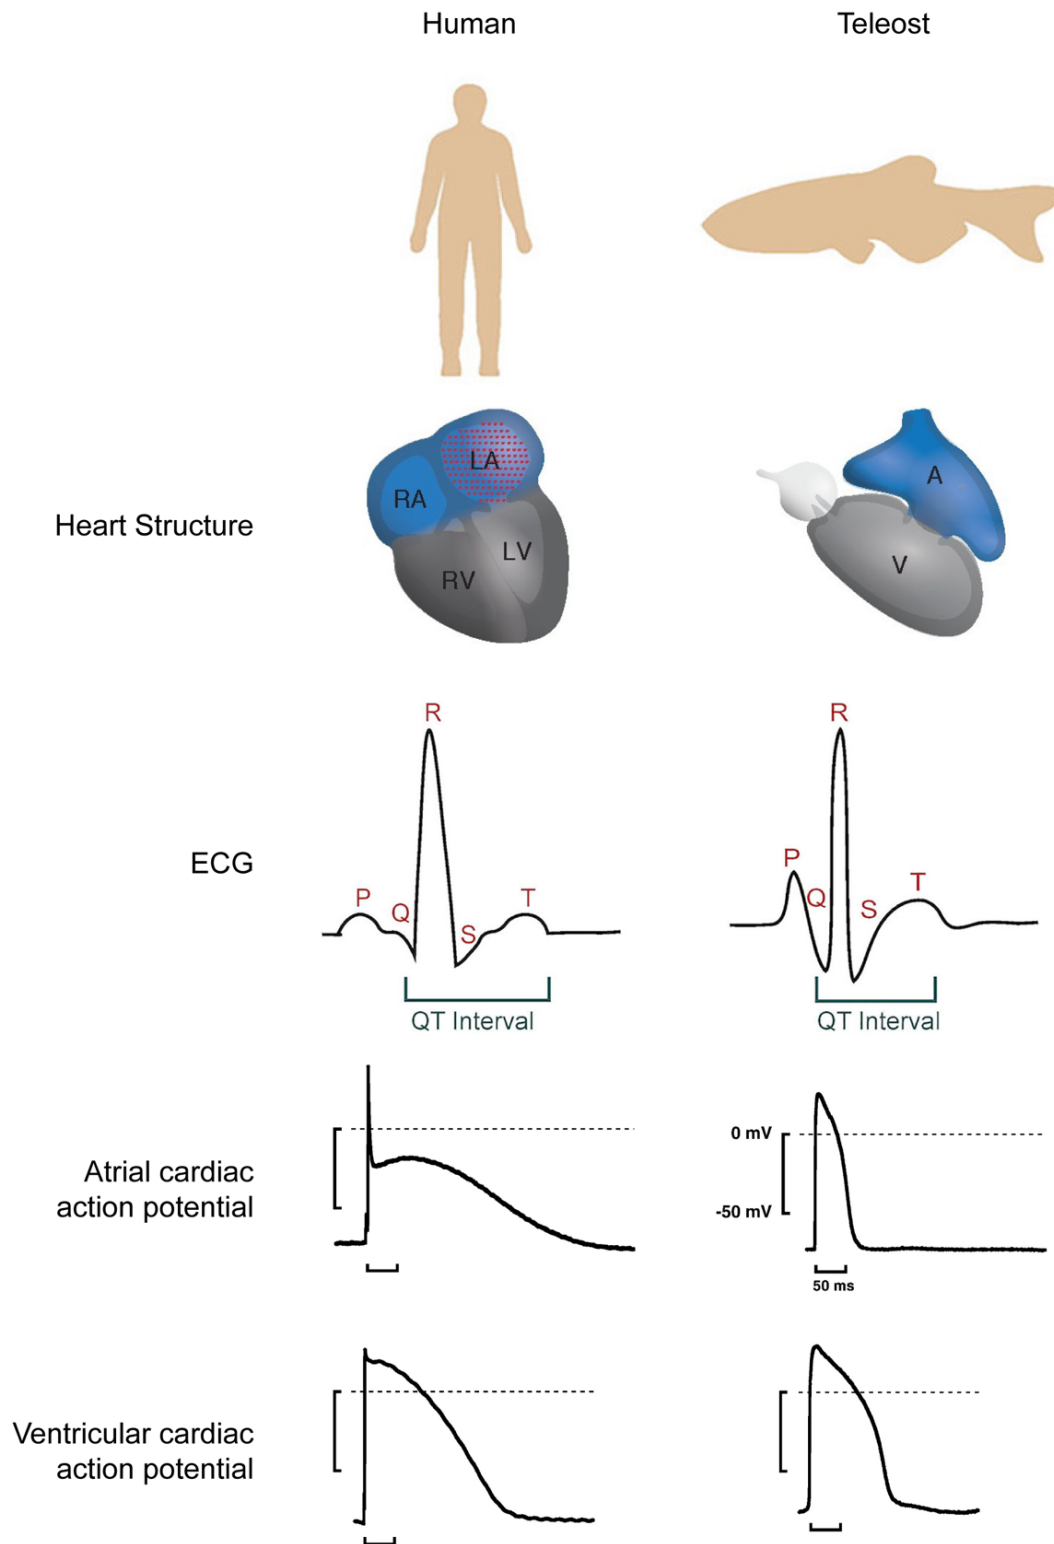 Human
Teleost
Heart Structure
LA
RA
LV
RV
A
V
ECG
R
P
Q
S
T
QT Interval
R
P
Q
S
T
QT Interval
Atrial cardiac
action potential
0 mV
-50 mV
50 ms
Ventricular cardiac
action potential